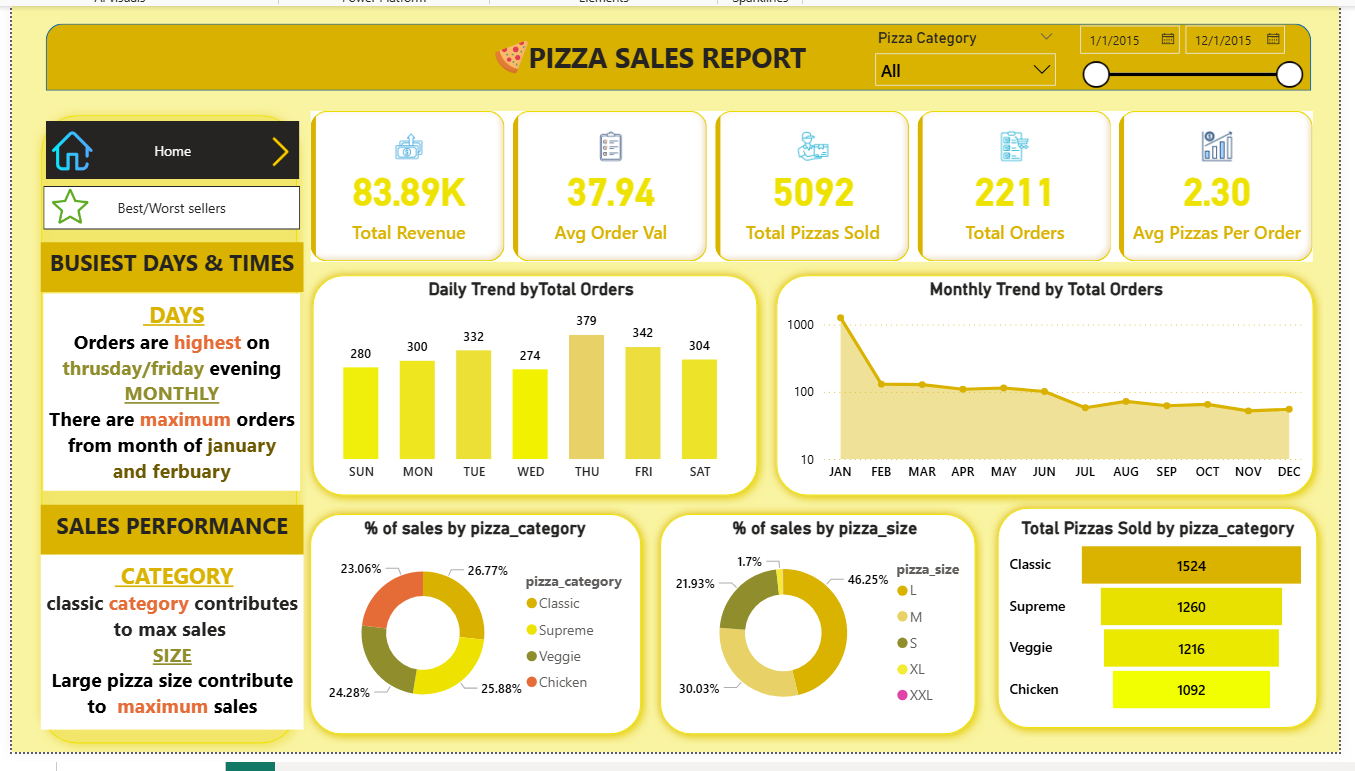 PIZZA SALES REPORT
Pizza Category
All
1/1/2015
12/1/2015
Home
Best/Worst sellers
BUSIEST DAYS & TIMES
DAYS
Orders are highest on
thrusday/friday evening
MONTHLY
There are maximum orders
from month of january
and ferbuary
SALES PERFORMANCE
CATEGORY
classic category contributes
to max sales
SIZE
Large pizza size contribute
to maximum sales
83.89K
Total Revenue
37.94
Avg Order Val
5092
Total Pizzas Sold
2211
Total Orders
2.30
Avg Pizzas Per Order
Daily Trend byTotal Orders
280
300
332
274
379
342
304
SUN MON TUE WED THU FRI SAT
Monthly Trend by Total Orders
1000
100
10
JAN FEB MAR APR MAY JUN JUL AUG SEP OCT NOV DEC
% of sales by pizza_category
23.06%
26.77%
24.28%
25.88%
pizza_category
Classic
Supreme
Veggie
Chicken
% of sales by pizza_size
1.7%
21.93%
46.25%
30.03%
pizza_size
L
M
S
XL
XXL
Total Pizzas Sold by pizza_category
Classic 1524
Supreme 1260
Veggie 1216
Chicken 1092